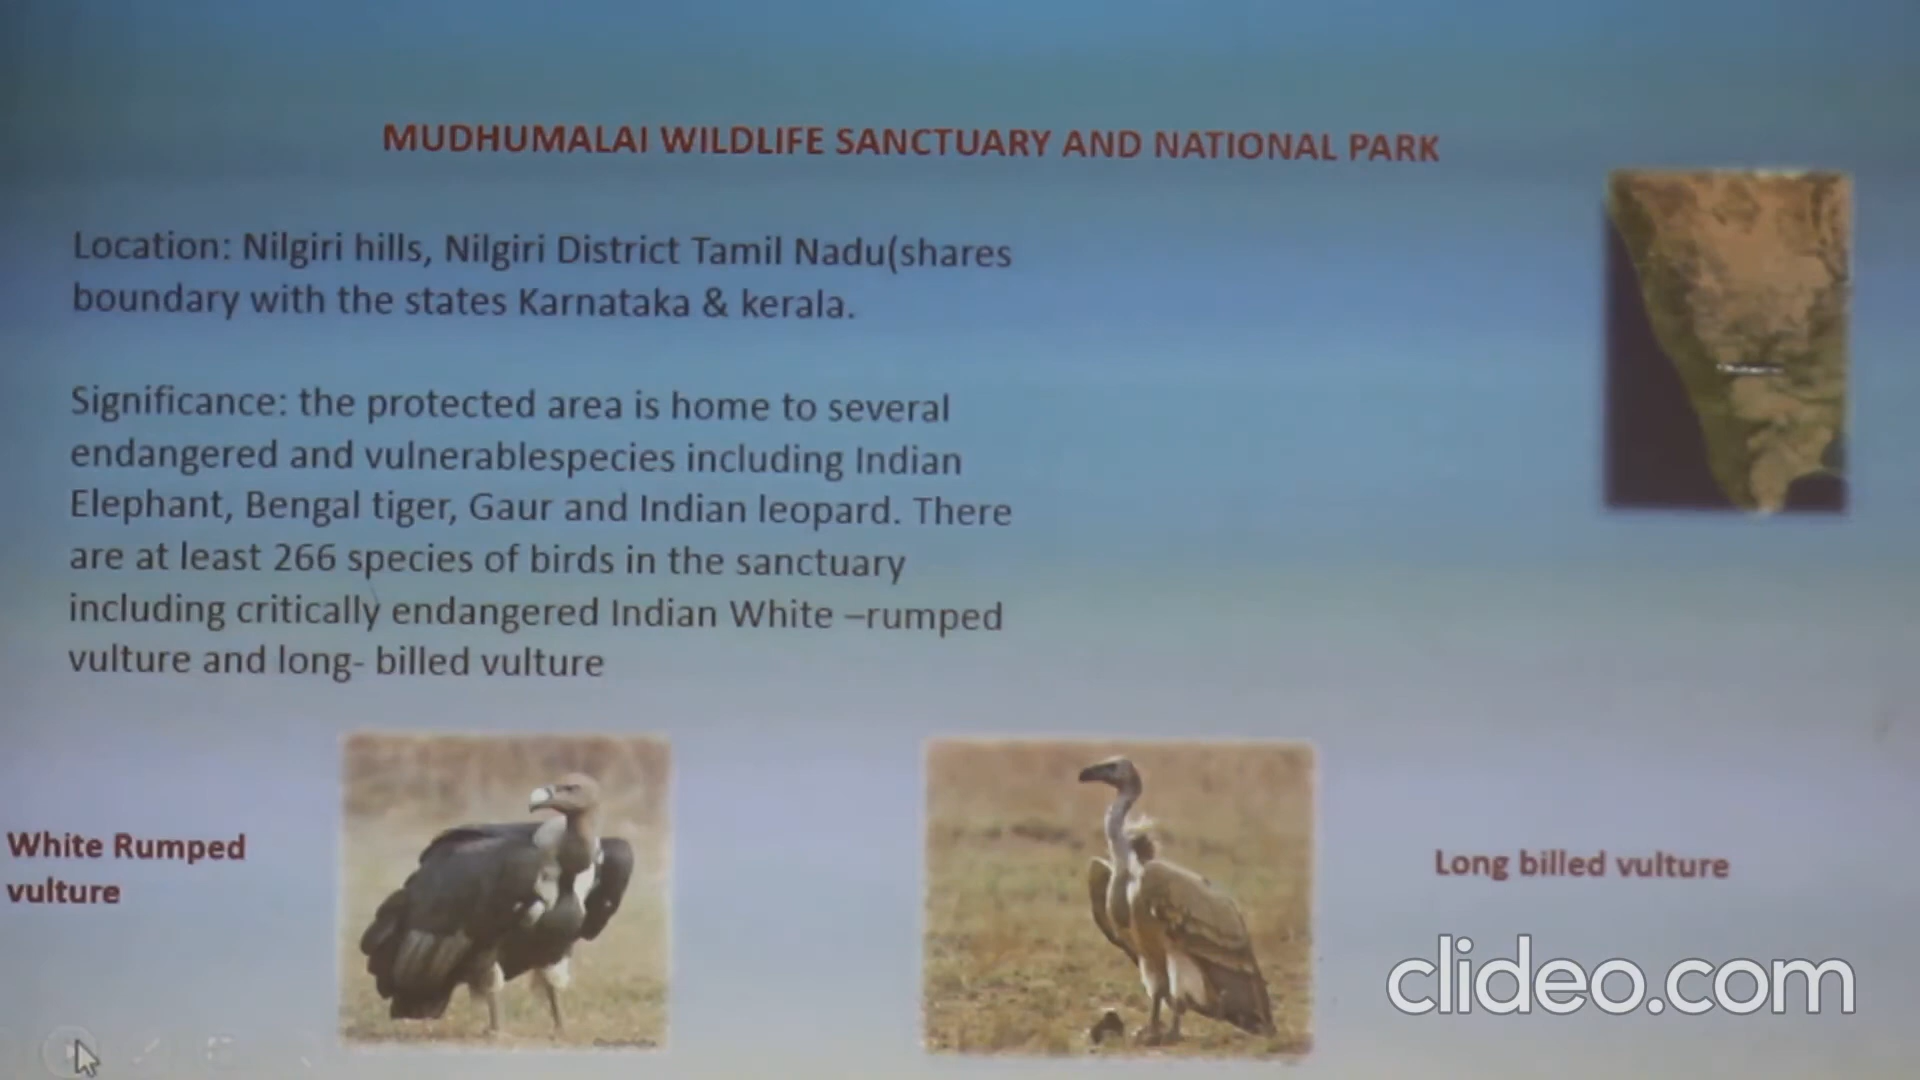 MUDHUMALAI WILDLIFE SANCTUARY AND NATIONAL PARK
Location: Nilgiri hills, Nilgiri District Tamil Nadu(shares
boundary with the states Karnataka & kerala.
Significance: the protected area is home to several
endangered and vulnerablespecies including Indian
Elephant, Bengal tiger, Gaur and Indian leopard. There
are at least 266 species of birds in the sanctuary
including critically endangered Indian White –rumped
vulture and long- billed vulture
White Rumped
vulture
Long billed vulture
clideo.com